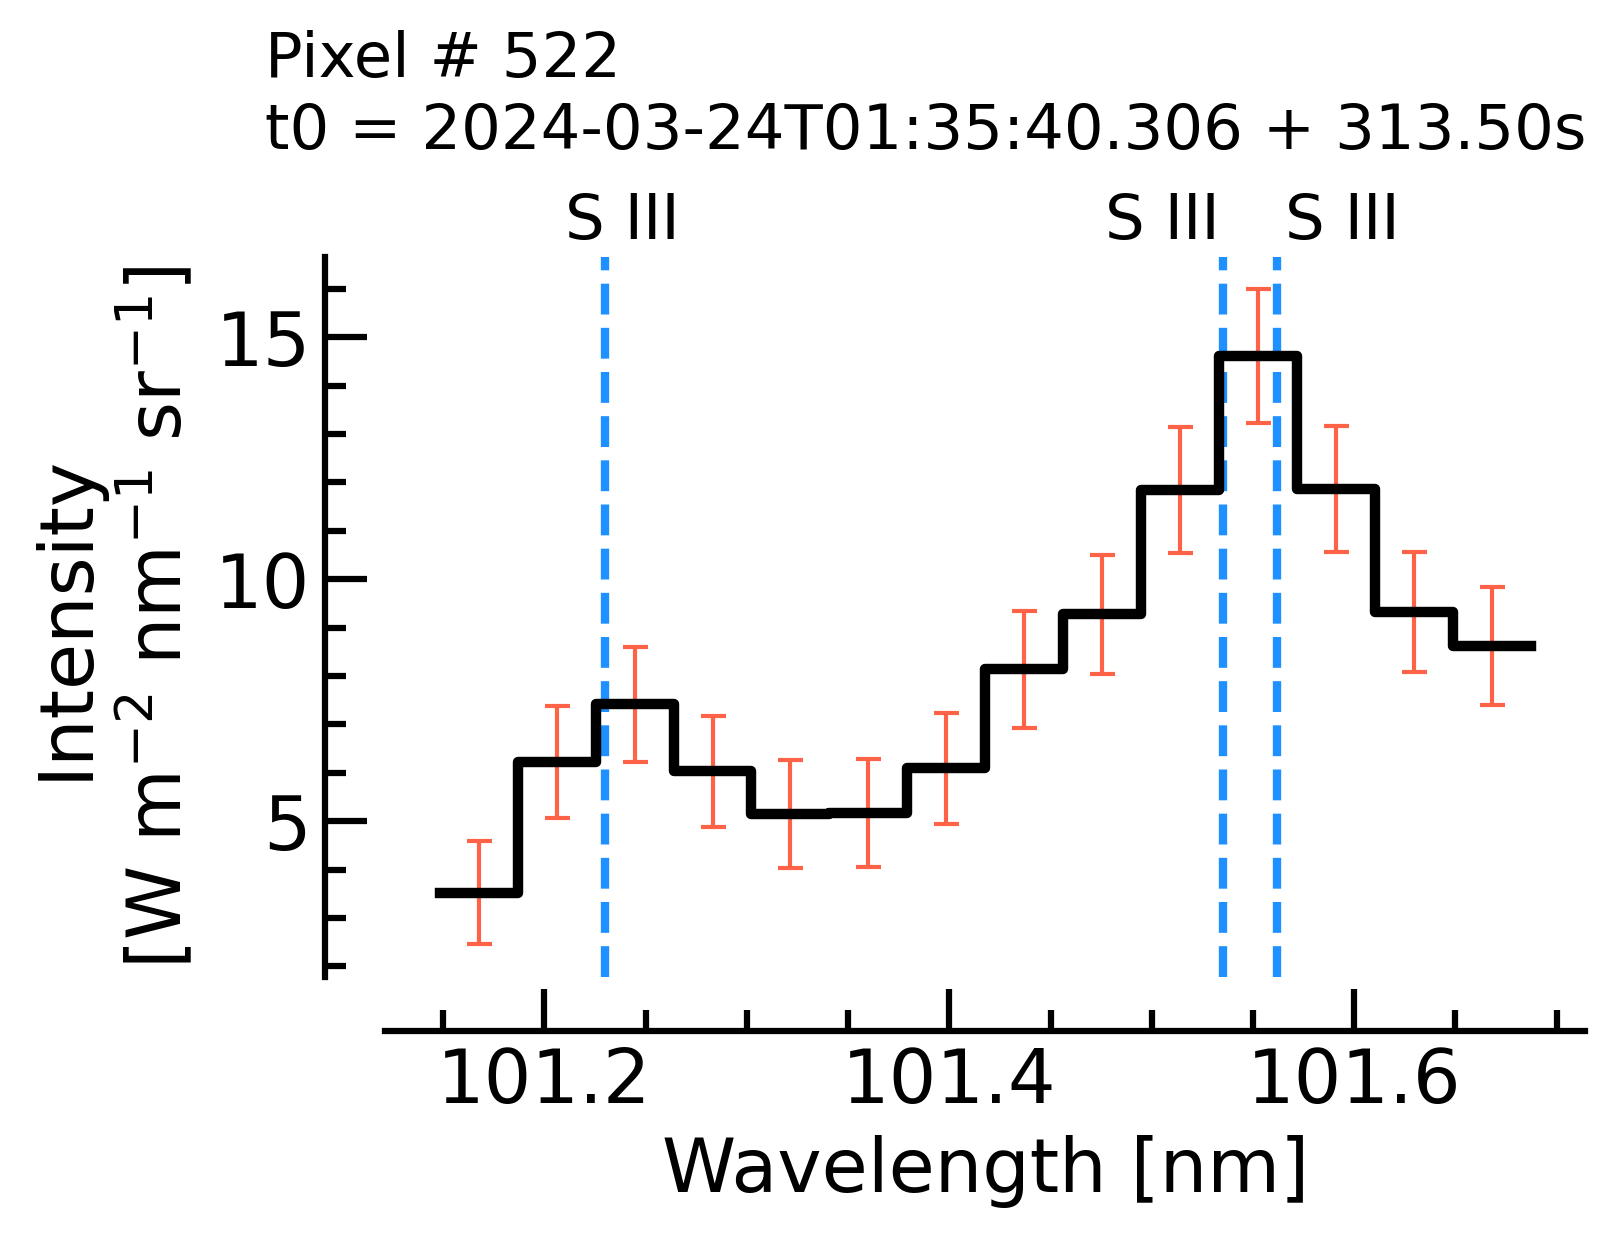 Pixel # 522
t0 = 2024-03-24T01:35:40.306 + 313.50s
S III S III S III
Intensity
[W m⁻² nm⁻¹ sr⁻¹]
15
10
5
101.2 101.4 101.6
Wavelength [nm]